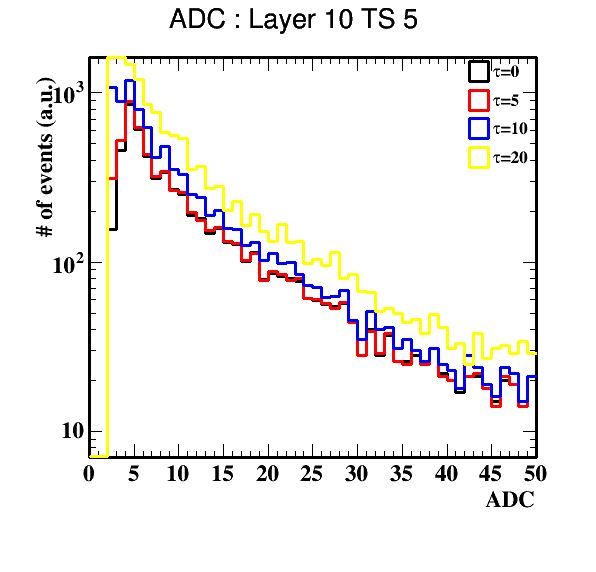 ADC : Layer 10 TS 5
# of events (a.u.)
10³
10²
10
τ=0
τ=5
τ=10
τ=20
0 5 10 15 20 25 30 35 40 45 50
ADC